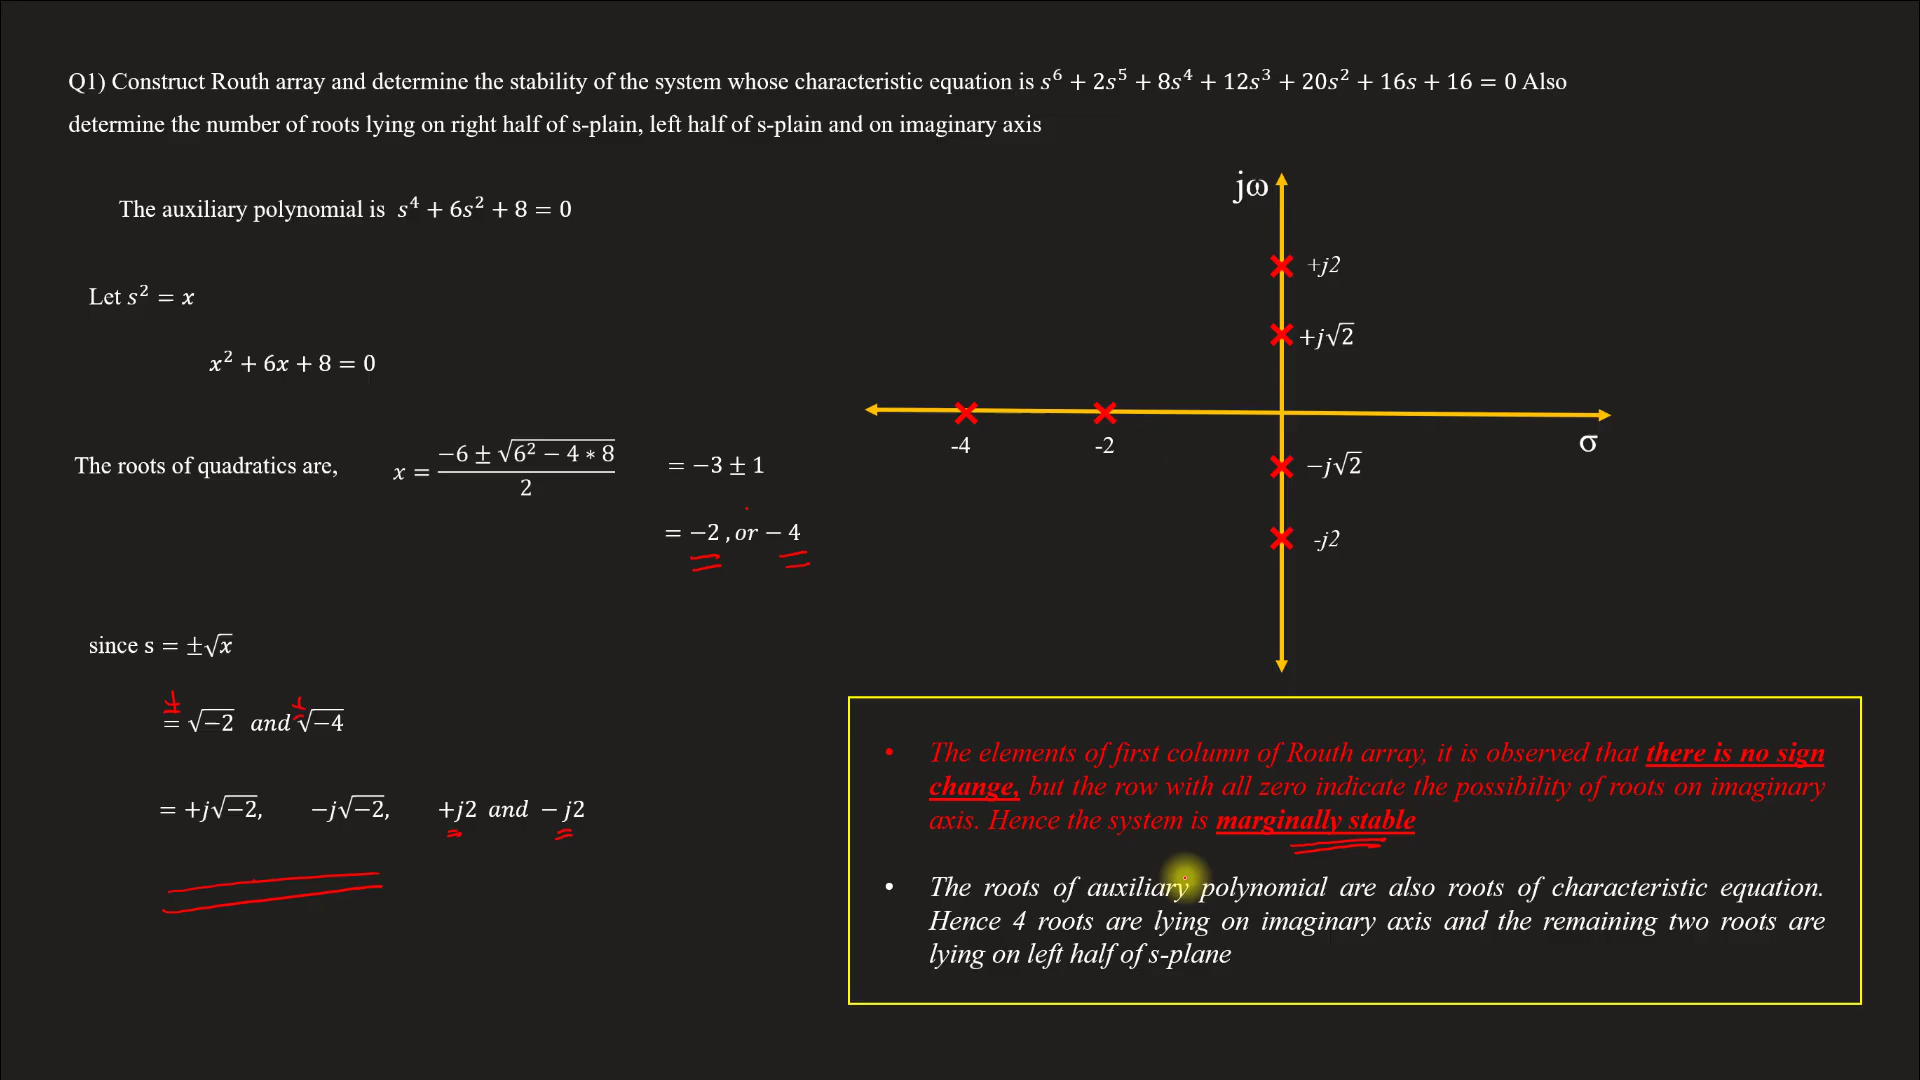 Q1) Construct Routh array and determine the stability of the system whose characteristic equation is s⁶ + 2s⁵ + 8s⁴ + 12s³ + 20s² + 16s + 16 = 0 Also
determine the number of roots lying on right half of s-plain, left half of s-plain and on imaginary axis
The auxiliary polynomial is s⁴ + 6s² + 8 = 0
Let s² = x
x² + 6x + 8 = 0
The roots of quadratics are, x = (−6 ± √(6² − 4 ∗ 8))/2 = −3 ± 1
= −2 , or − 4
since s = ±√x
± ±
= √−2 and √−4
= +j√−2, −j√−2, +j2 and − j2
jω
+j2
+j√2
-4 -2 σ
−j√2
-j2
• The elements of first column of Routh array, it is observed that there is no sign
change, but the row with all zero indicate the possibility of roots on imaginary
axis. Hence the system is marginally stable
• The roots of auxiliary polynomial are also roots of characteristic equation.
Hence 4 roots are lying on imaginary axis and the remaining two roots are
lying on left half of s-plane